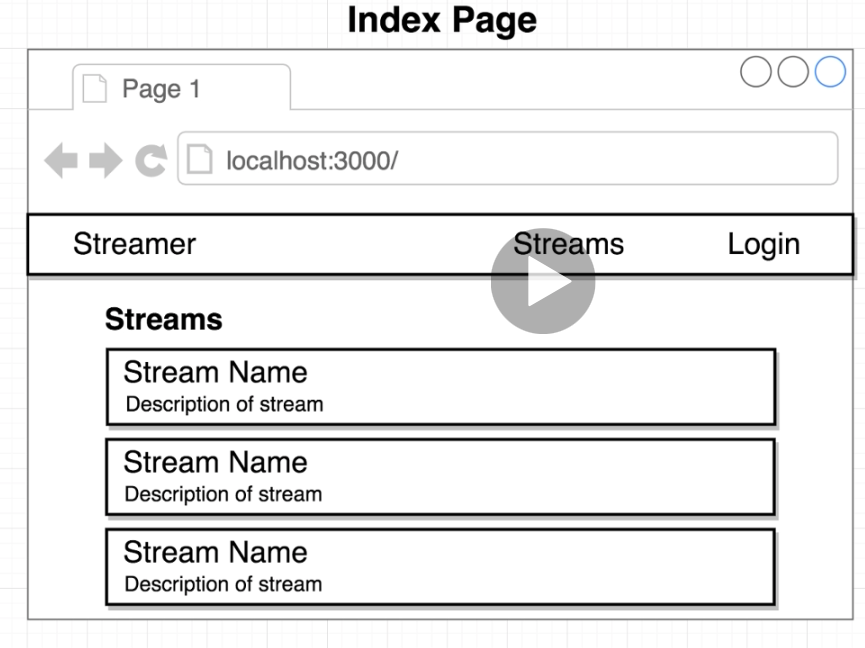 Index Page
Page 1
localhost:3000/
Streamer Streams Login
Streams
Stream Name
Description of stream
Stream Name
Description of stream
Stream Name
Description of stream